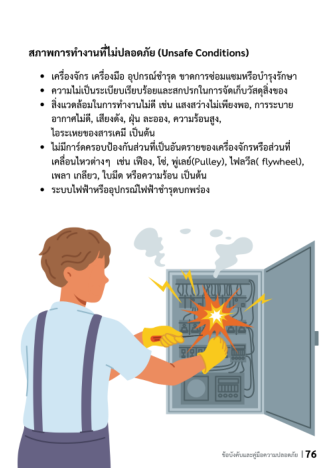 สภาพการทำงานที่ไม่ปลอดภัย (Unsafe Conditions)
• เครื่องจักร เครื่องมือ อุปกรณ์ชำรุด ขาดการซ่อมแซมหรือบำรุงรักษา
• ความไม่เป็นระเบียบเรียบร้อยและสกปรกในการจัดเก็บวัสดุสิ่งของ
• สิ่งแวดล้อมในการทำงานไม่ดี เช่น แสงสว่างไม่เพียงพอ, การระบาย
อากาศไม่ดี, เสียงดัง, ฝุ่น ละออง, ความร้อนสูง,
ไอระเหยของสารเคมี เป็นต้น
• ไม่มีการ์ดครอบป้องกันส่วนที่เป็นอันตรายของเครื่องจักรหรือส่วนที่
เคลื่อนไหวต่างๆ เช่น เฟือง, โซ่, พูเลย์(Pulley), ไฟลวีล( flywheel),
เพลา เกลียว, ใบมีด หรือความร้อน เป็นต้น
• ระบบไฟฟ้าหรืออุปกรณ์ไฟฟ้าชำรุดบกพร่อง
ข้อบังคับและคู่มือความปลอดภัย | 76